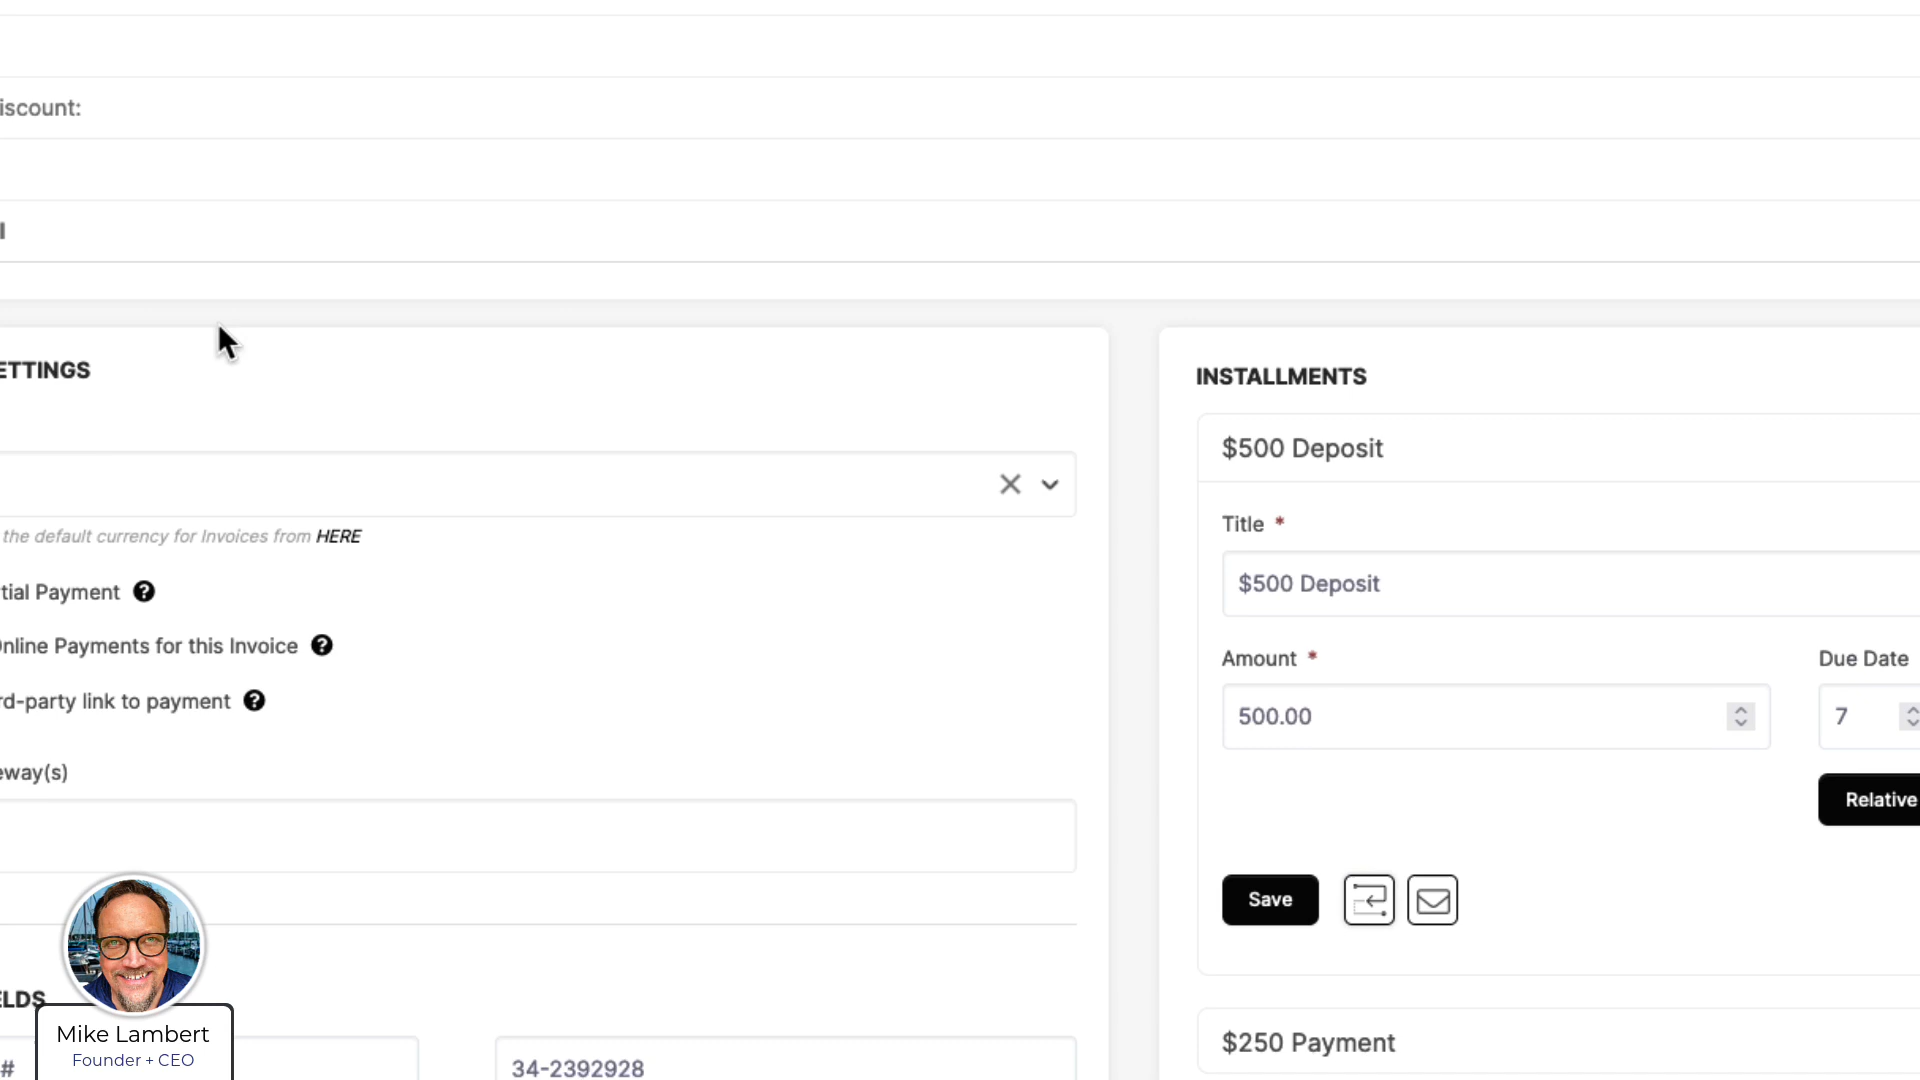 iscount:
l
ETTINGS
the default currency for Invoices from HERE
tial Payment
nline Payments for this Invoice
rd-party link to payment
eway(s)
ELDS
#
34-2392928
INSTALLMENTS
$500 Deposit
Title *
$500 Deposit
Amount *
Due Date
500.00
7
Relative
Save
$250 Payment
Mike Lambert
Founder + CEO